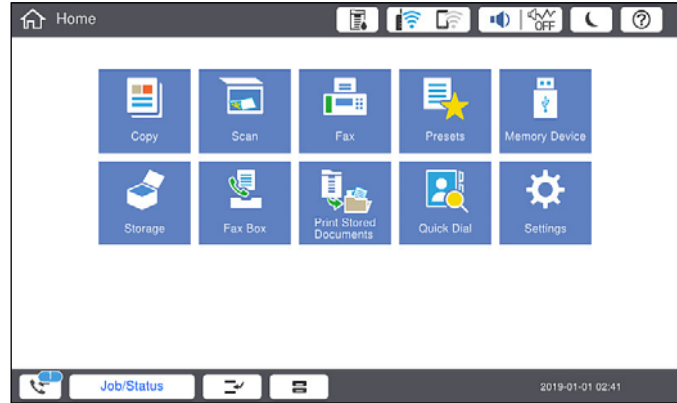 Home
OFF
Copy
Scan
Fax
Presets
Memory Device
Storage
Fax Box
Print Stored
Documents
Quick Dial
Settings
Job/Status
2019-01-01 02:41